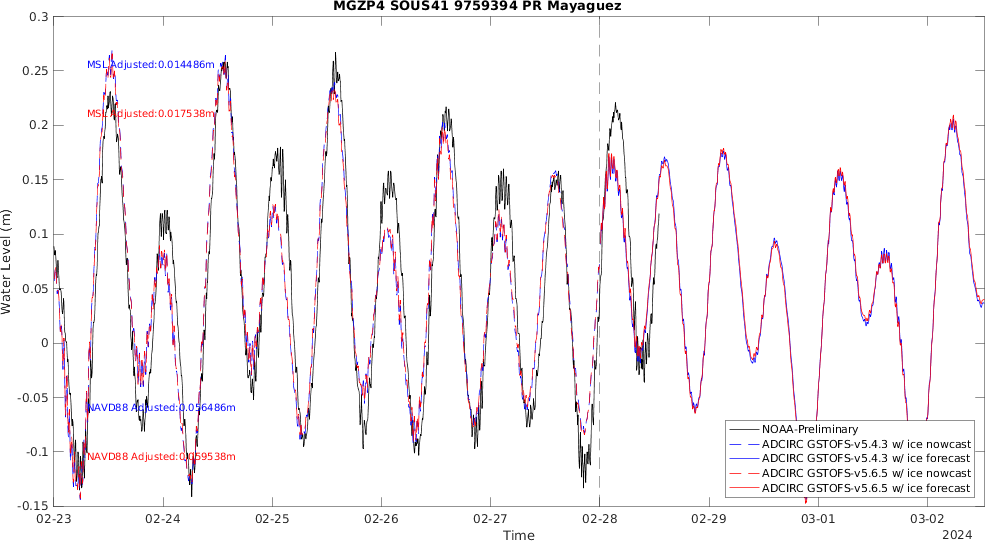 MGZP4 SOUS41 9759394 PR Mayaguez
0.3
0.25
0.2
0.15
0.1
0.05
0
-0.05
-0.1
-0.15
Water Level (m)
MSL Adjusted:0.014486m
MSL Adjusted:0.017538m
NAVD88 Adjusted:0.056486m
NAVD88 Adjusted:0.059538m
NOAA-Preliminary
ADCIRC GSTOFS-v5.4.3 w/ ice nowcast
ADCIRC GSTOFS-v5.4.3 w/ ice forecast
ADCIRC GSTOFS-v5.6.5 w/ ice nowcast
ADCIRC GSTOFS-v5.6.5 w/ ice forecast
02-23 02-24 02-25 02-26 02-27 02-28 02-29 03-01 03-02
Time
2024